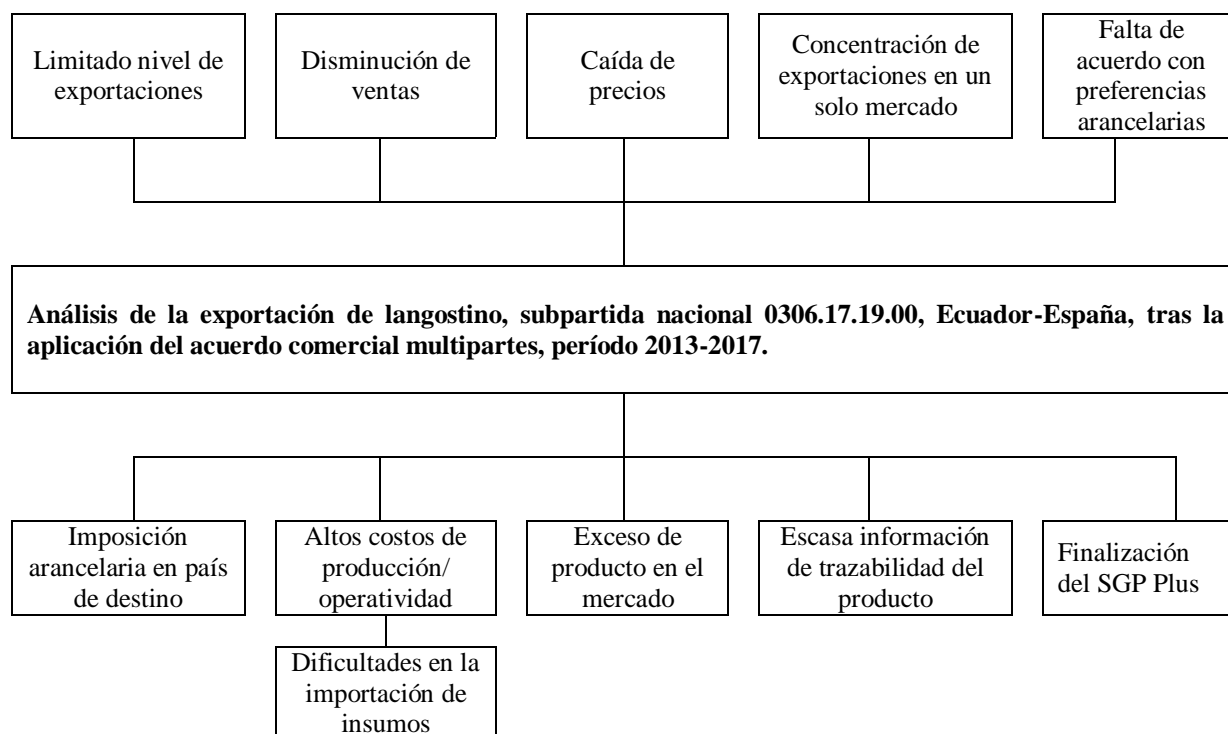 Limitado nivel de
exportaciones
Disminución de
ventas
Caída de
precios
Concentración de
exportaciones en un
solo mercado
Falta de
acuerdo con
preferencias
arancelarias
Análisis de la exportación de langostino, subpartida nacional 0306.17.19.00, Ecuador-España, tras la
aplicación del acuerdo comercial multipartes, período 2013-2017.
Imposición
arancelaria en país
de destino
Altos costos de
producción/
operatividad
Exceso de
producto en el
mercado
Escasa información
de trazabilidad del
producto
Finalización
del SGP Plus
Dificultades en la
importación de
insumos